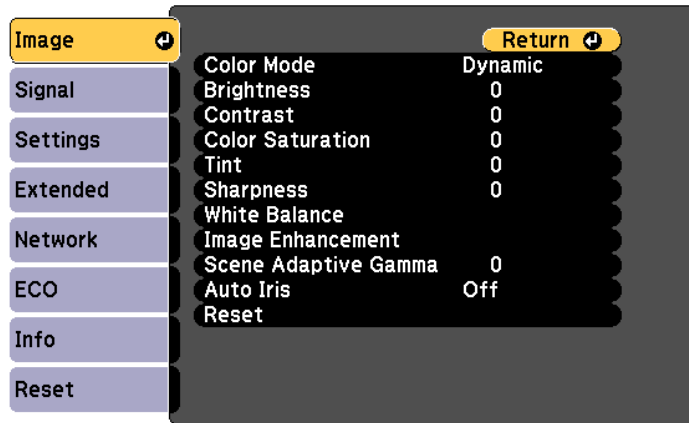 Image
Signal
Settings
Extended
Network
ECO
Info
Reset
Return
Color Mode Dynamic
Brightness 0
Contrast 0
Color Saturation 0
Tint 0
Sharpness 0
White Balance
Image Enhancement
Scene Adaptive Gamma 0
Auto Iris Off
Reset